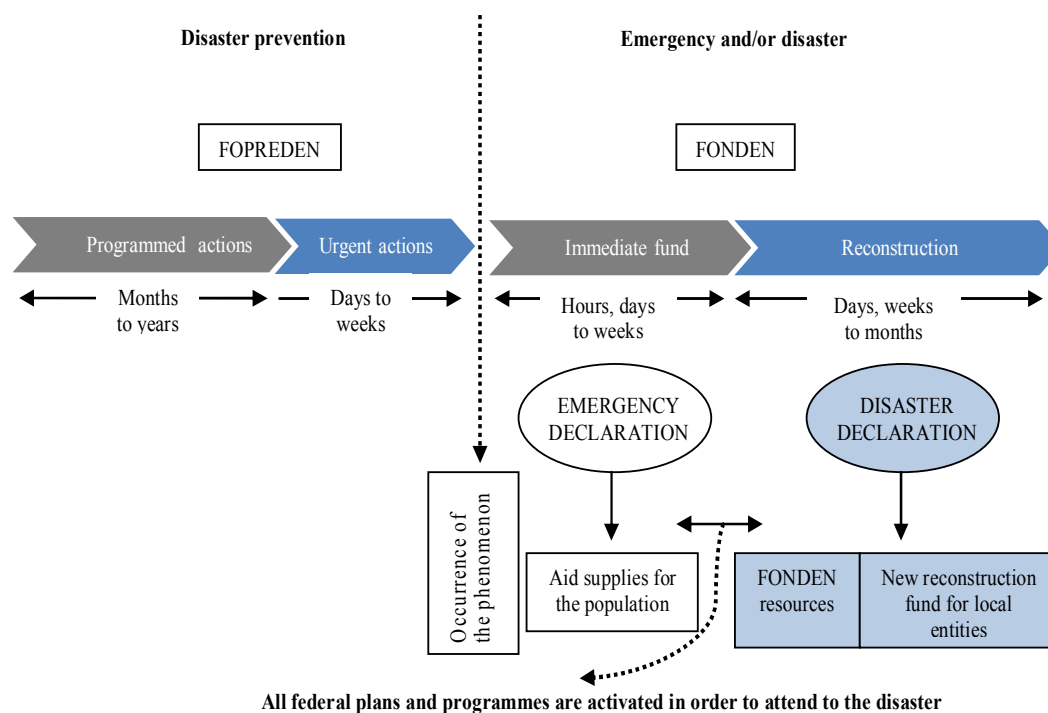 Disaster prevention
Emergency and/or disaster
FOPREDEN
FONDEN
Programmed actions
Urgent actions
Immediate fund
Reconstruction
Months
to years
Days to
weeks
Hours, days
to weeks
Days, weeks
to months
EMERGENCY
DECLARATION
DISASTER
DECLARATION
Occurrence of
the phenomenon
Aid supplies for
the population
FONDEN
resources
New reconstruction
fund for local
entities
All federal plans and programmes are activated in order to attend to the disaster